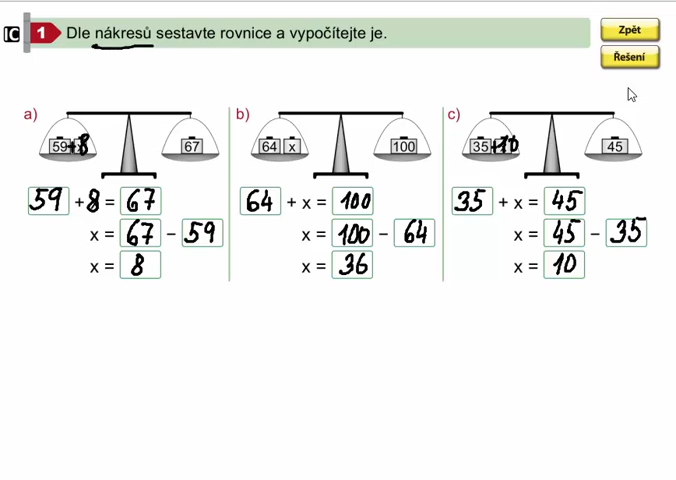 1 Dle nákresů sestavte rovnice a vypočítejte je.
Zpět
Řešení
a)
59 +8
67
59 + 8 = 67
x = 67 - 59
x = 8
b)
64 x
100
64 + x = 100
x = 100 - 64
x = 36
c)
35 +10
45
35 + x = 45
x = 45 - 35
x = 10